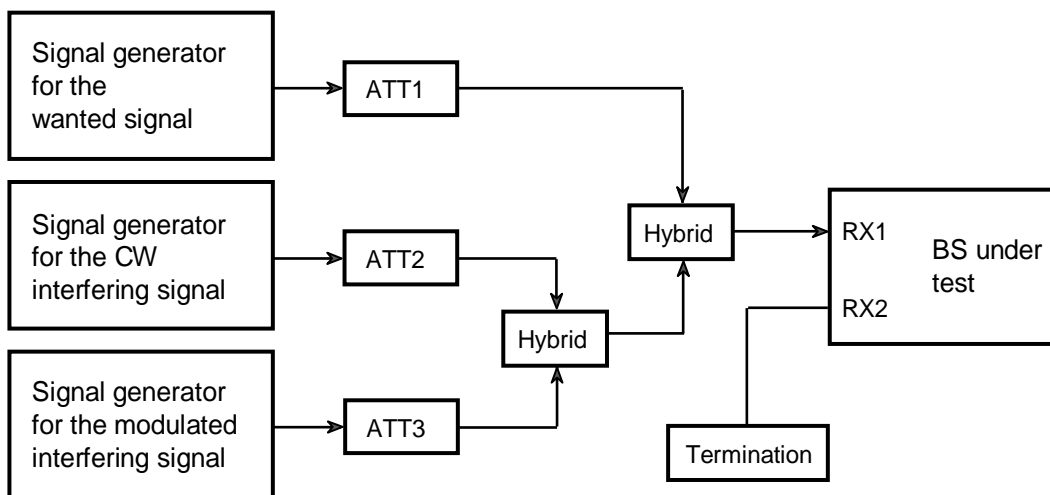 Signal generator
for the
wanted signal
ATT1
Signal generator
for the CW
interfering signal
ATT2
Hybrid
Hybrid
RX1
BS under
test
RX2
Signal generator
for the modulated
interfering signal
ATT3
Termination